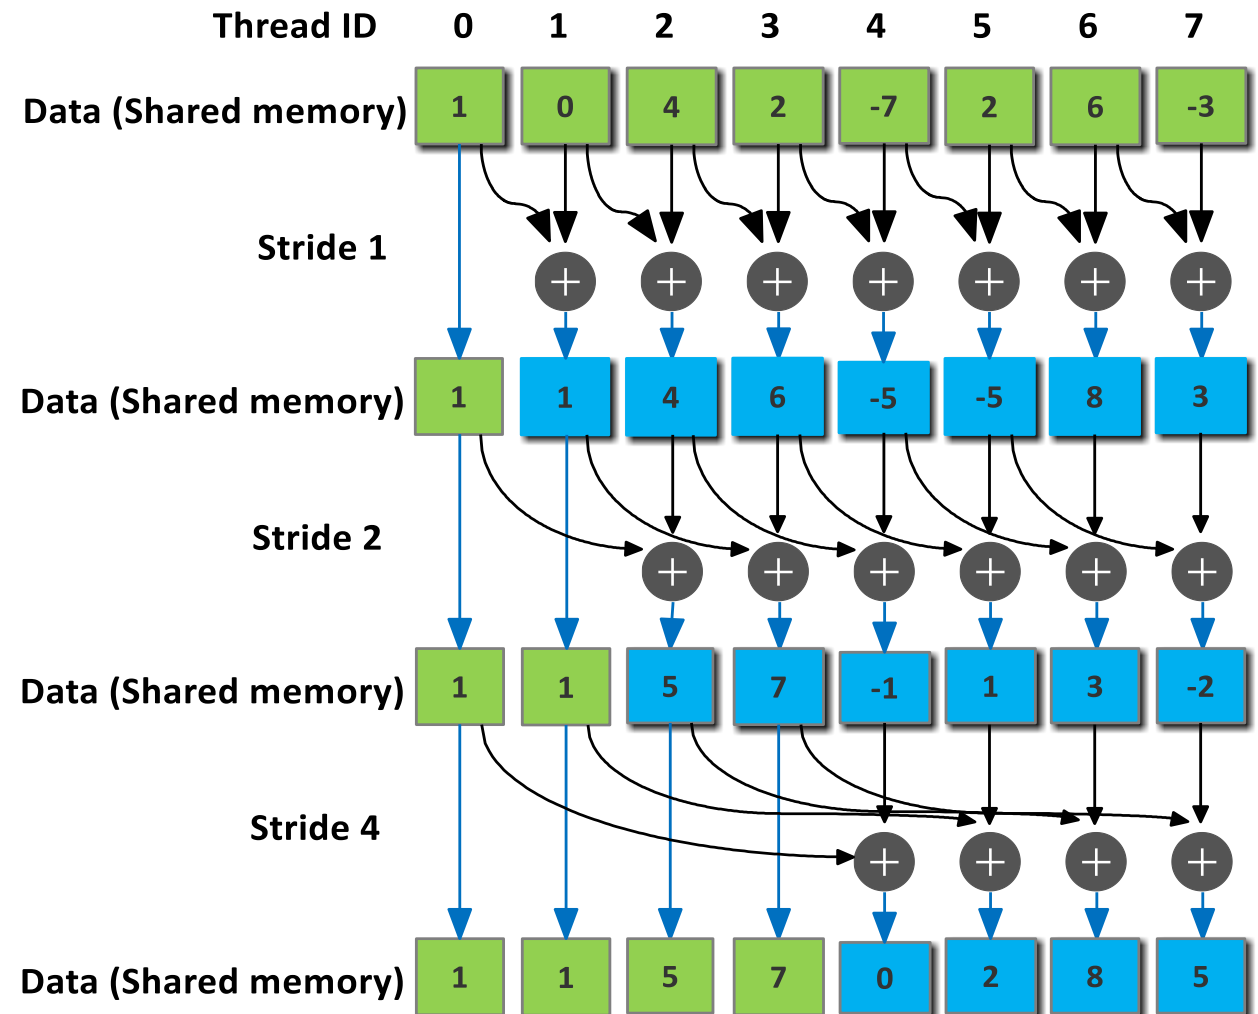 Thread ID 0 1 2 3 4 5 6 7
Data (Shared memory) 1 0 4 2 -7 2 6 -3
Stride 1
Data (Shared memory) 1 1 4 6 -5 -5 8 3
Stride 2
Data (Shared memory) 1 1 5 7 -1 1 3 -2
Stride 4
Data (Shared memory) 1 1 5 7 0 2 8 5